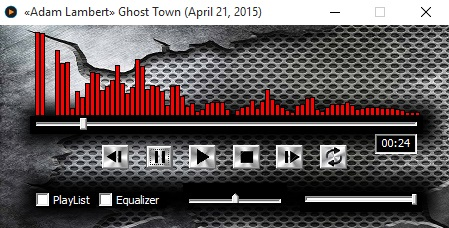 «Adam Lambert» Ghost Town (April 21, 2015)
00:24
PlayList
Equalizer